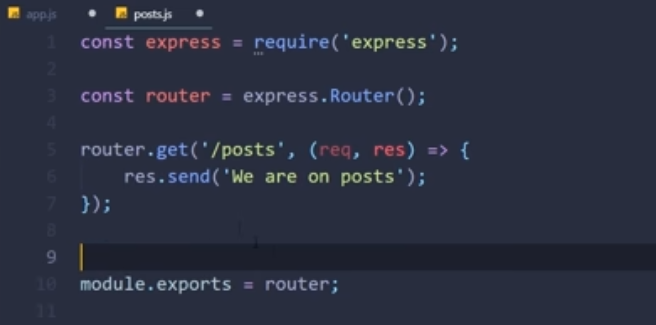 app.js posts.js
1 const express = require('express');
2
3 const router = express.Router();
4
5 router.get('/posts', (req, res) => {
6     res.send('We are on posts');
7 });
8
9
10 module.exports = router;
11